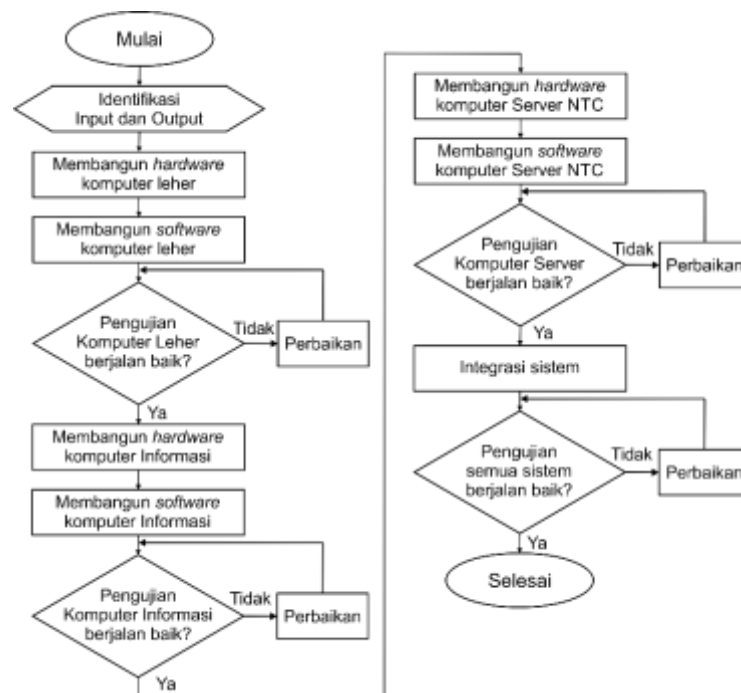 Mulai
Identifikasi
Input dan Output
Membangun hardware
komputer leher
Membangun software
komputer leher
Pengujian
Komputer Leher
berjalan baik?
Tidak
Perbaikan
Ya
Membangun hardware
komputer Informasi
Membangun software
komputer Informasi
Pengujian
Komputer Informasi
berjalan baik?
Tidak
Perbaikan
Ya
Membangun hardware
komputer Server NTC
Membangun software
komputer Server NTC
Pengujian
Komputer Server
berjalan baik?
Tidak
Perbaikan
Ya
Integrasi sistem
Pengujian
semua sistem
berjalan baik?
Tidak
Perbaikan
Ya
Selesai